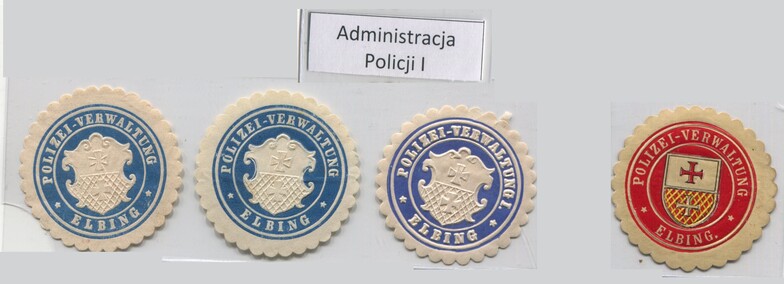 Administracja
Policji I
POLIZEI-VERWALTUNG
* ELBING *
POLIZEI-VERWALTUNG
* ELBING *
POLIZEI-VERWALTUNG I.
* ELBING *
POLIZEI-VERWALTUNG
* ELBING. *